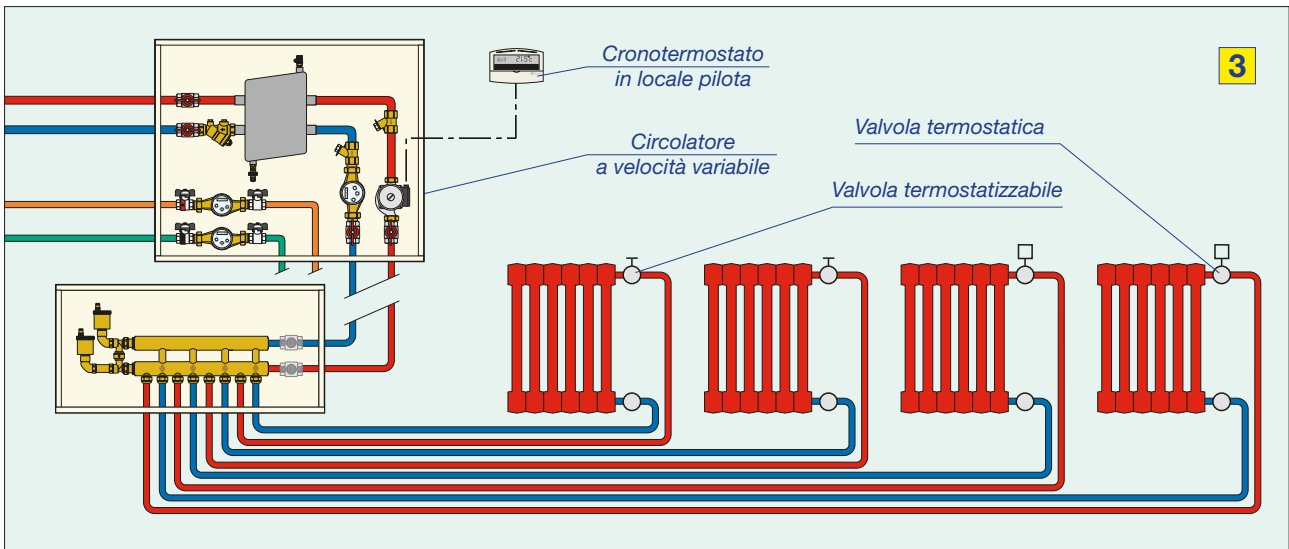 Cronotermostato
in locale pilota
3
Circolatore
a velocità variabile
Valvola termostatica
Valvola termostatizzabile